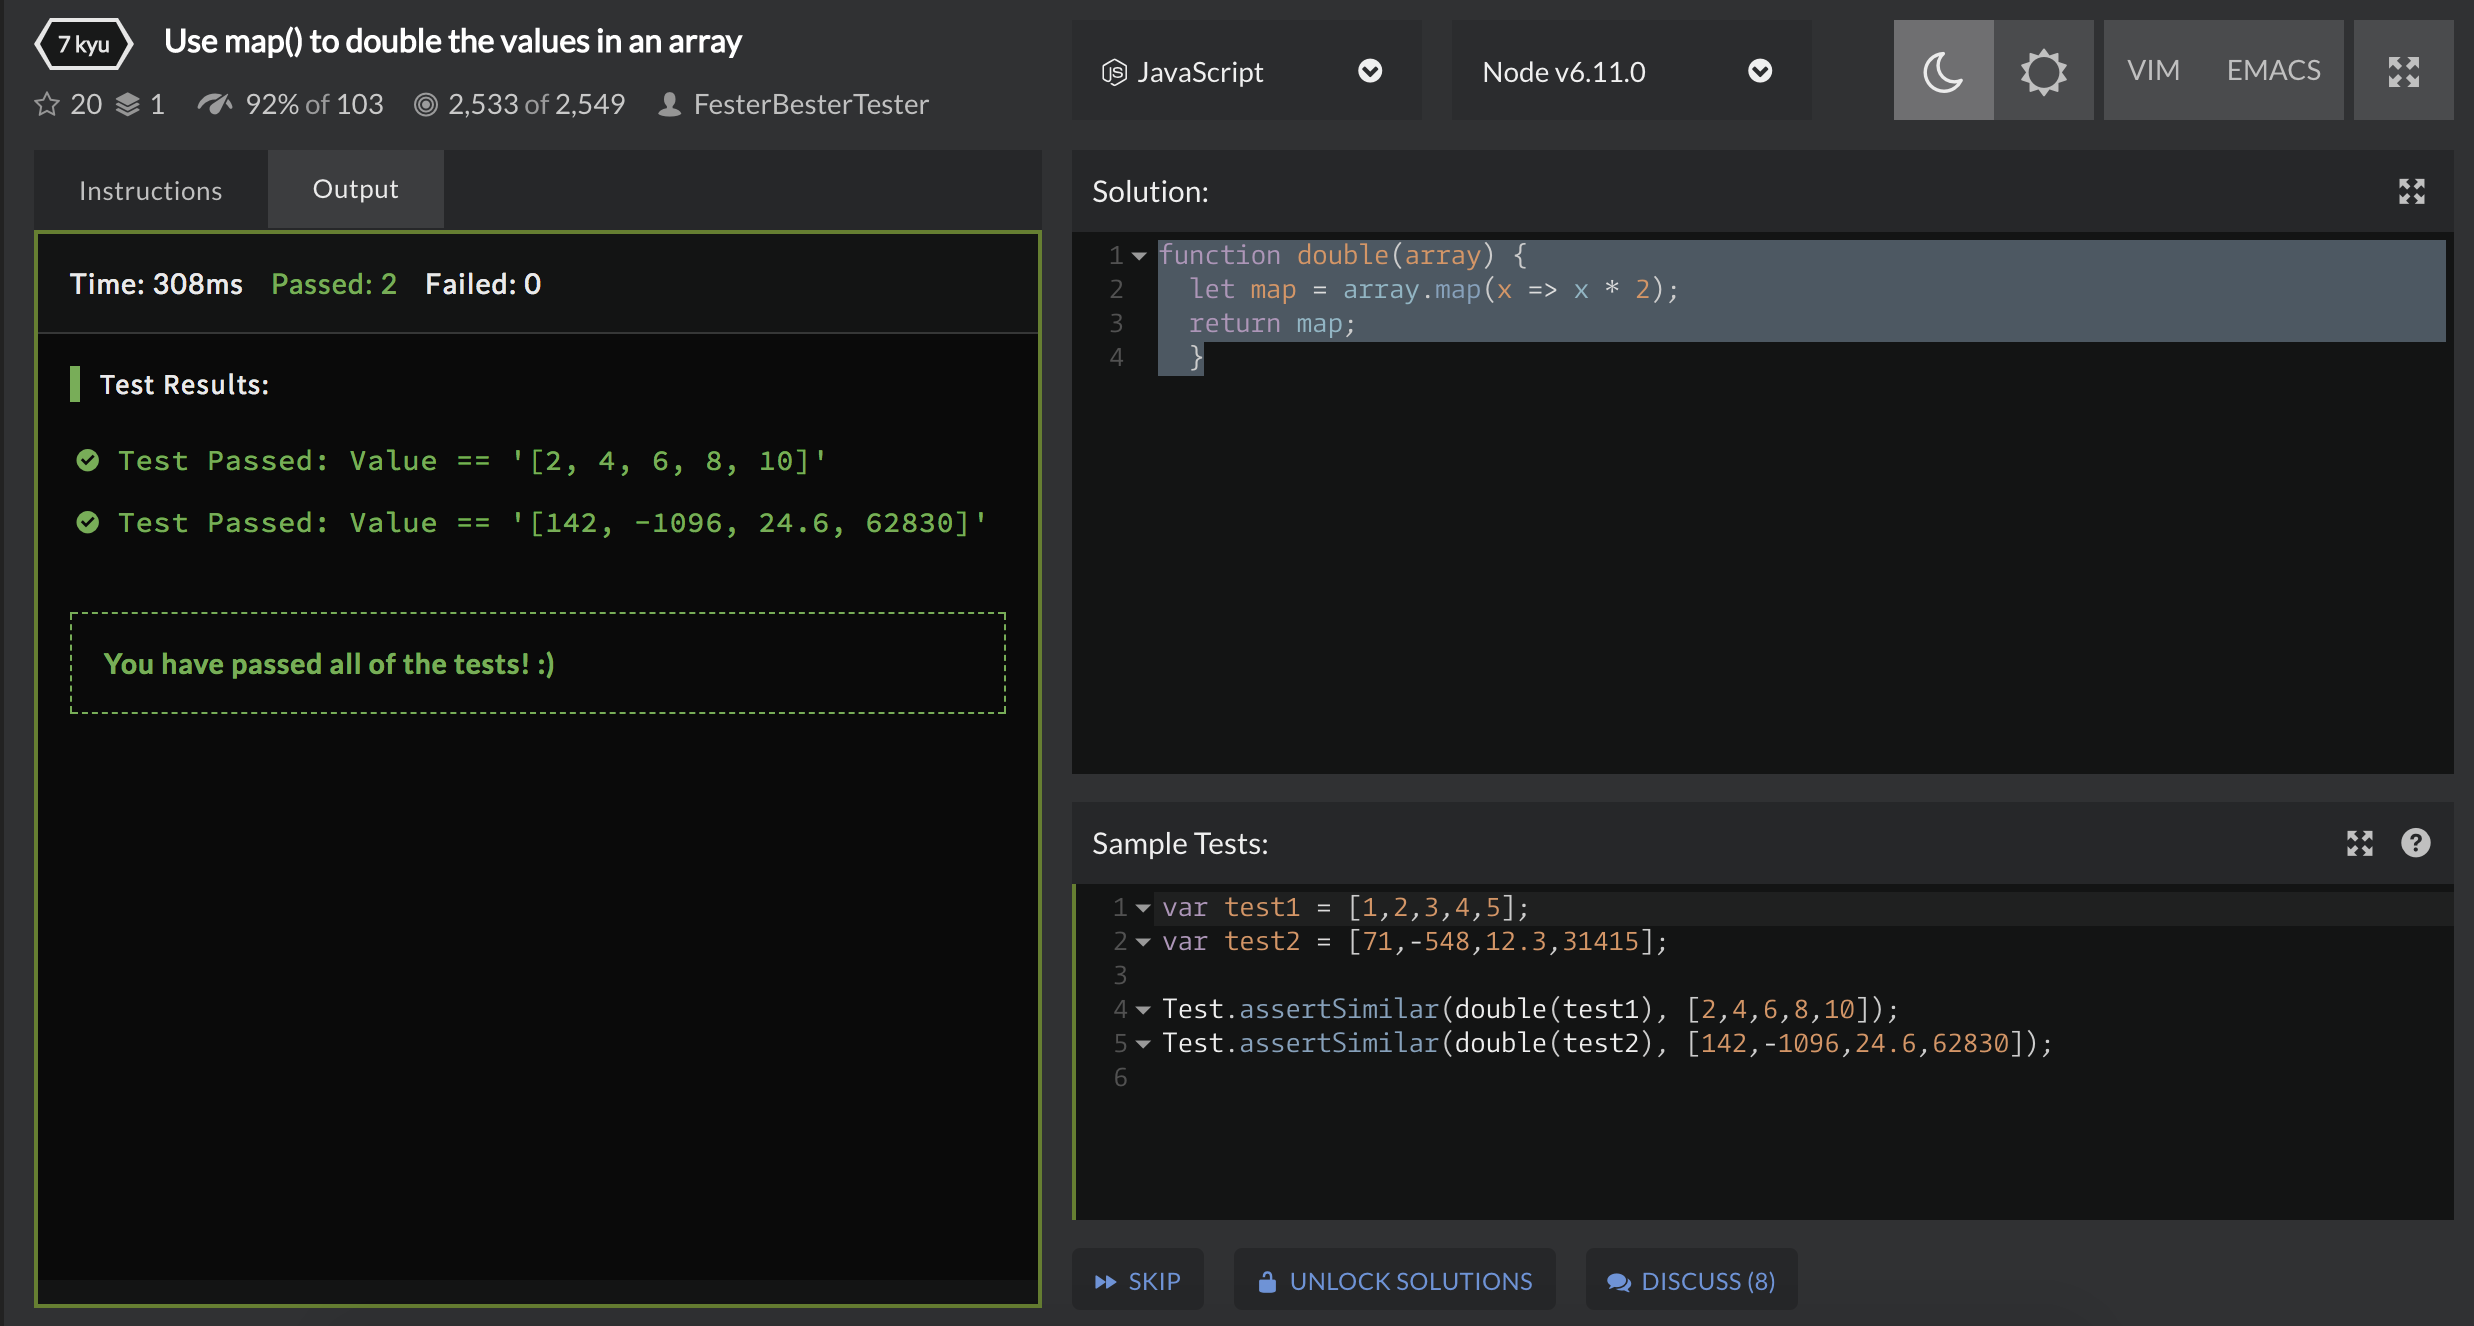 7 kyu
Use map() to double the values in an array
20 1 92% of 103 2,533 of 2,549 FesterBesterTester
JavaScript
Node v6.11.0
VIM EMACS
Instructions Output
Time: 308ms Passed: 2 Failed: 0
Test Results:
Test Passed: Value == '[2, 4, 6, 8, 10]'
Test Passed: Value == '[142, -1096, 24.6, 62830]'
You have passed all of the tests! :)
Solution:
1 function double(array) {
2 let map = array.map(x => x * 2);
3 return map;
4 }
Sample Tests:
?
1 var test1 = [1,2,3,4,5];
2 var test2 = [71,-548,12.3,31415];
3
4 Test.assertSimilar(double(test1), [2,4,6,8,10]);
5 Test.assertSimilar(double(test2), [142,-1096,24.6,62830]);
6
SKIP UNLOCK SOLUTIONS DISCUSS (8)